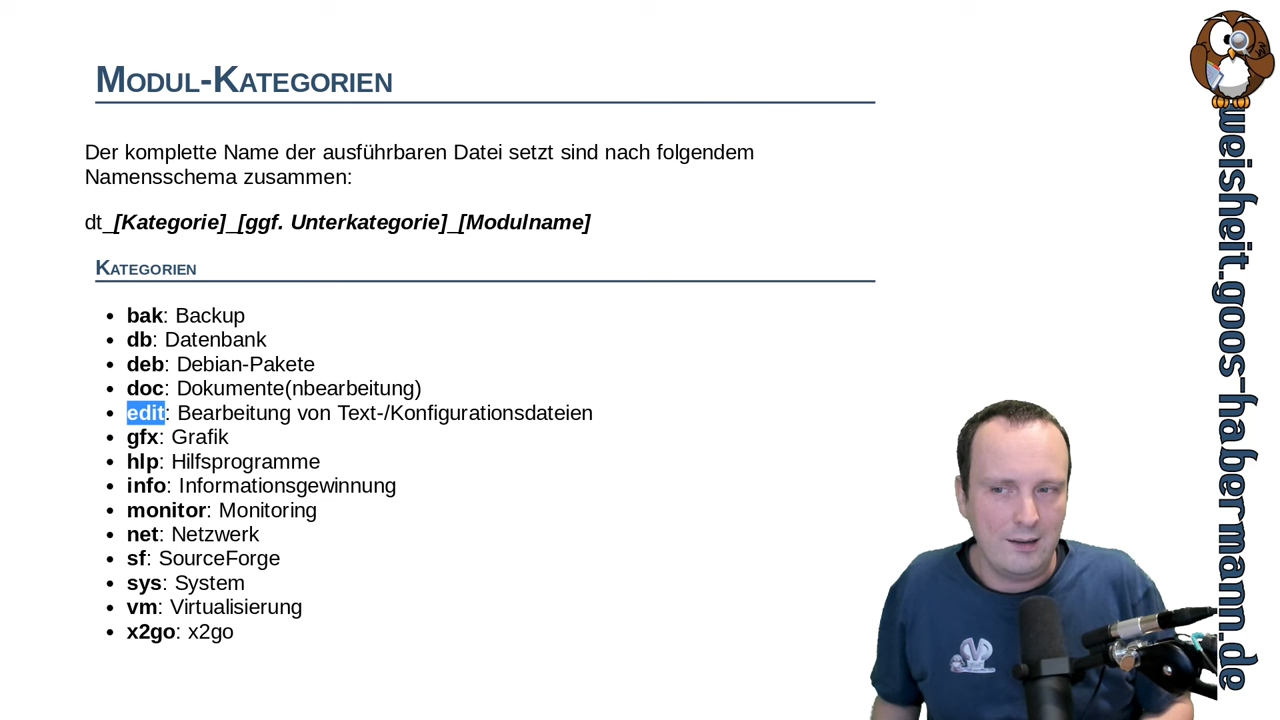 Modul-Kategorien
Der komplette Name der ausführbaren Datei setzt sind nach folgendem
Namensschema zusammen:
dt_[Kategorie]_[ggf. Unterkategorie]_[Modulname]
Kategorien
• bak: Backup
• db: Datenbank
• deb: Debian-Pakete
• doc: Dokumente(nbearbeitung)
• edit: Bearbeitung von Text-/Konfigurationsdateien
• gfx: Grafik
• hlp: Hilfsprogramme
• info: Informationsgewinnung
• monitor: Monitoring
• net: Netzwerk
• sf: SourceForge
• sys: System
• vm: Virtualisierung
• x2go: x2go
weisheit.goos-habermann.de